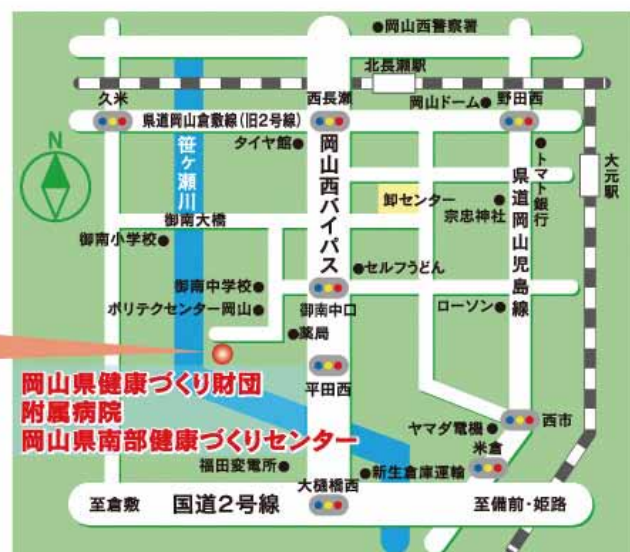 ●岡山西警察署
北長瀬駅
久米
西長瀬
岡山ドーム●
野田西
県道岡山倉敷線(旧2号線)
タイヤ館●
N
笹ヶ瀬川
岡山西バイパス
●トマト銀行
大元駅
県道岡山児島線
卸センター
宗忠神社
御南大橋
御南小学校●
●セルフうどん
御南中学校●
ポリテクセンター岡山●
御南中口
ローソン●
●薬局
平田西
岡山県健康づくり財団
附属病院
岡山県南部健康づくりセンター
ヤマダ電機●
西市
米倉
福田変電所●
●新生倉庫運輸
大樋橋西
至倉敷
国道2号線
至備前・姫路